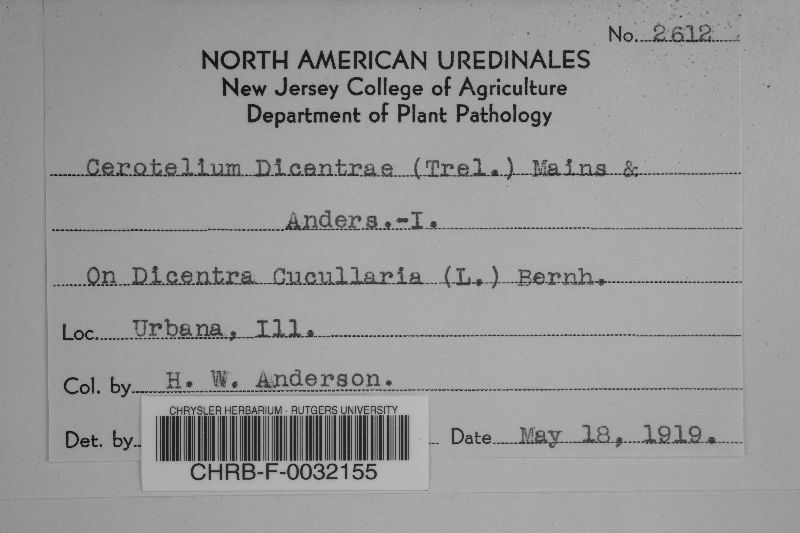 No. 2612
NORTH AMERICAN UREDINALES
New Jersey College of Agriculture
Department of Plant Pathology
Cerotelium Dicentrae (Trel.) Mains &
Anders.-I.
On Dicentra Cucullaria (L.) Bernh.
Loc. Urbana, Ill.
Col. by H. W. Anderson.
Det. by Date May 18, 1919.
CHRYSLER HERBARIUM - RUTGERS UNIVERSITY
CHRB-F-0032155